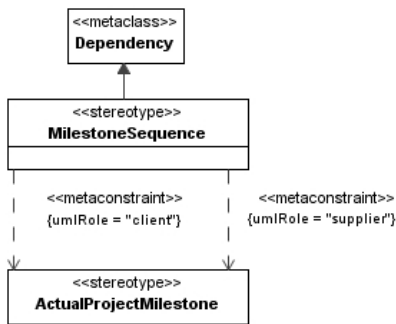 <<metaclass>>
Dependency
<<stereotype>>
MilestoneSequence
<<metaconstraint>>
{umlRole = "client"}
<<metaconstraint>>
{umlRole = "supplier"}
<<stereotype>>
ActualProjectMilestone